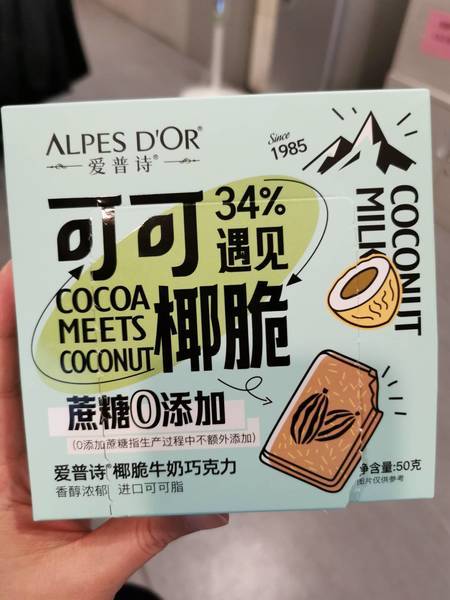 ALPES D'OR®
爱普诗®
Since
1985
可可
34%
遇见
COCOA
MEETS
COCONUT
椰脆
COCONUT
MILK
蔗糖0添加
(0添加蔗糖指生产过程中不额外添加)
爱普诗®椰脆牛奶巧克力
香醇浓郁 进口可可脂
净含量:50克
图片仅供参考